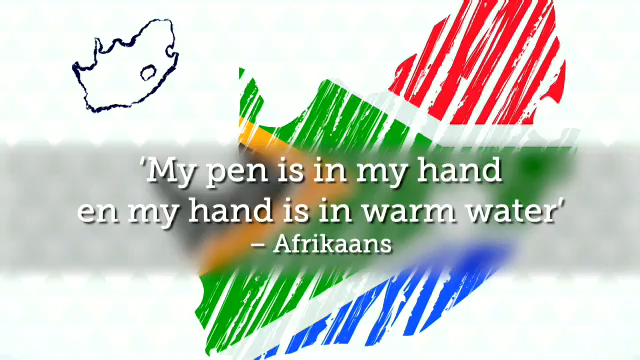 ‘My pen is in my hand
en my hand is in warm water’
– Afrikaans